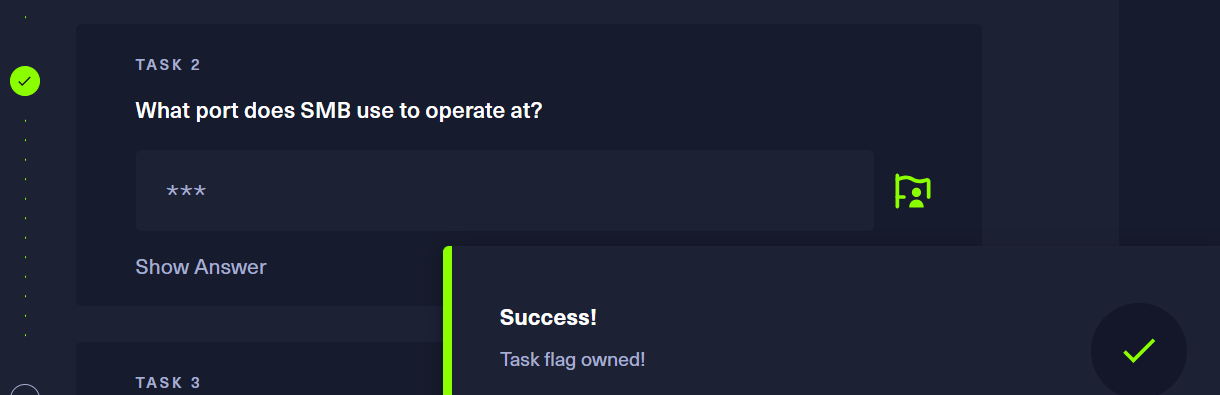 TASK 2
What port does SMB use to operate at?
***
Show Answer
Success!
Task flag owned!
TASK 3